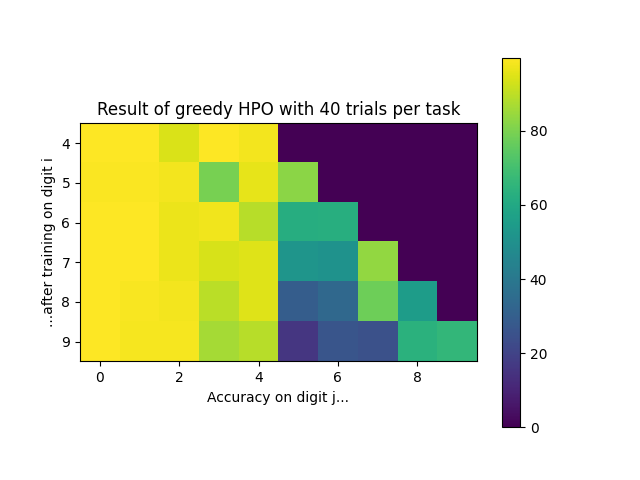 Result of greedy HPO with 40 trials per task
...after training on digit i
4
5
6
7
8
9
0 2 4 6 8
Accuracy on digit j...
80
60
40
20
0